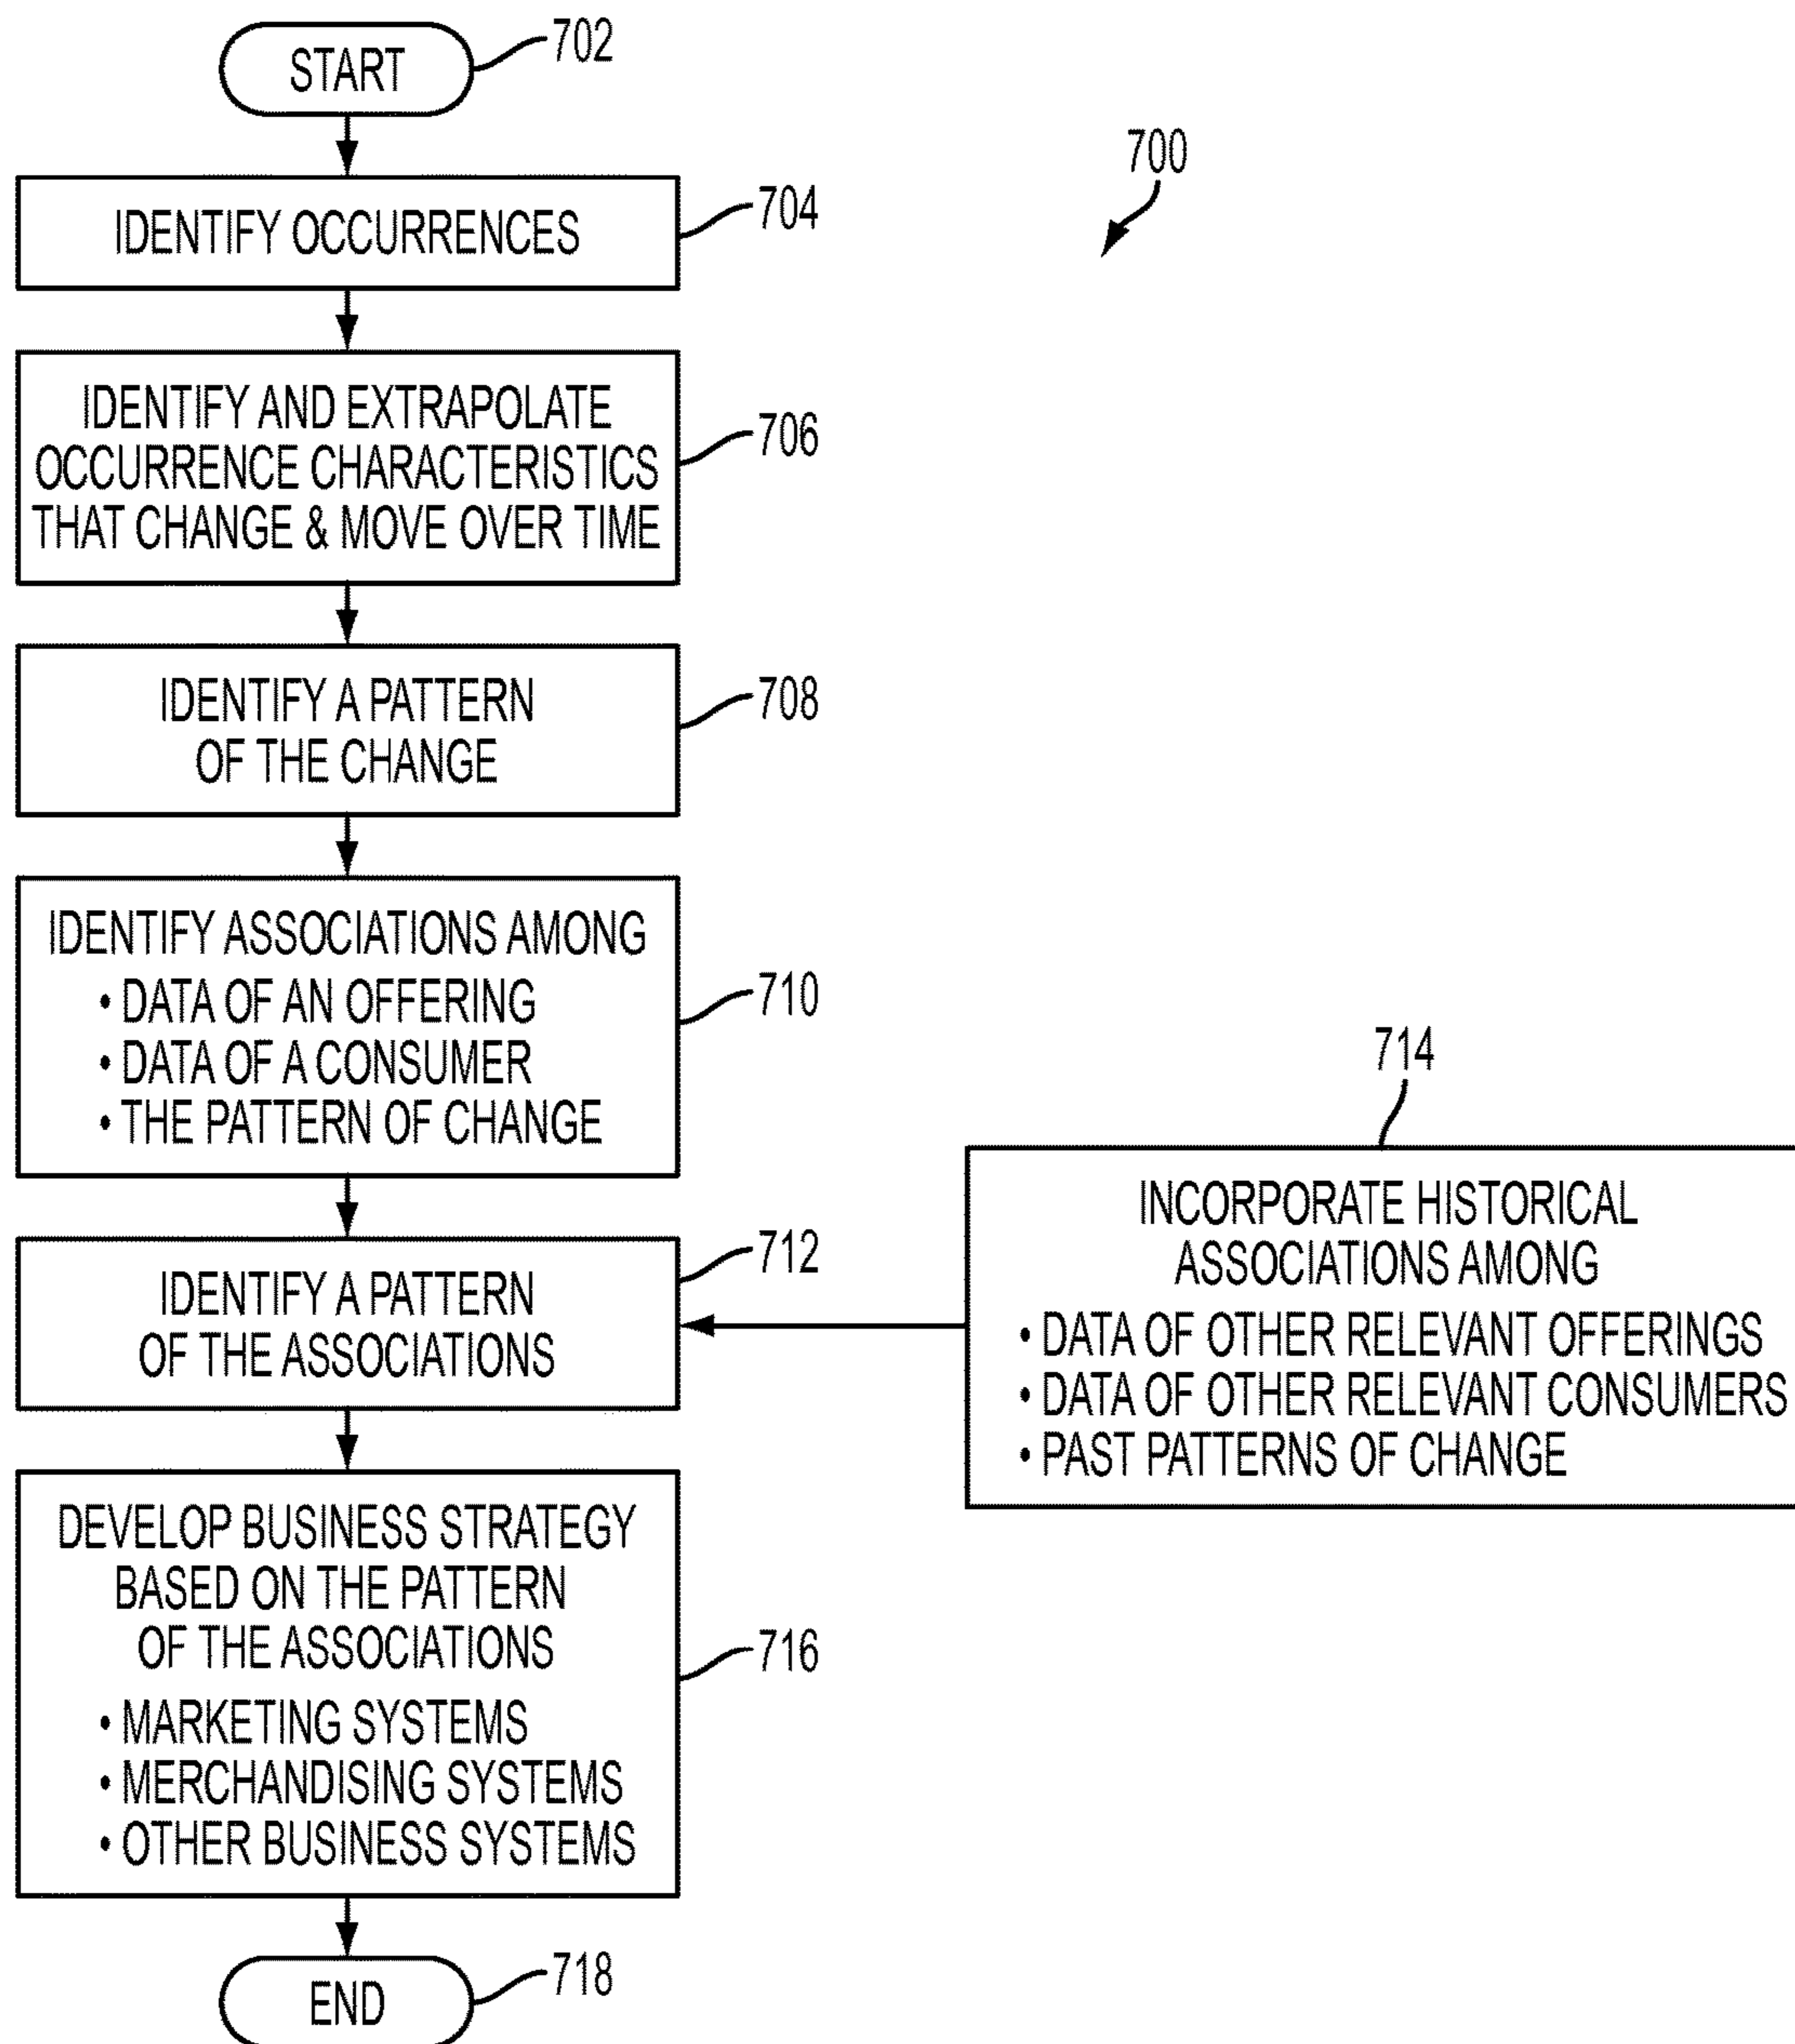 START
702
700
IDENTIFY OCCURRENCES
704
IDENTIFY AND EXTRAPOLATE
OCCURRENCE CHARACTERISTICS
THAT CHANGE & MOVE OVER TIME
706
IDENTIFY A PATTERN
OF THE CHANGE
708
IDENTIFY ASSOCIATIONS AMONG
• DATA OF AN OFFERING
• DATA OF A CONSUMER
• THE PATTERN OF CHANGE
710
IDENTIFY A PATTERN
OF THE ASSOCIATIONS
712
714
INCORPORATE HISTORICAL
ASSOCIATIONS AMONG
• DATA OF OTHER RELEVANT OFFERINGS
• DATA OF OTHER RELEVANT CONSUMERS
• PAST PATTERNS OF CHANGE
DEVELOP BUSINESS STRATEGY
BASED ON THE PATTERN
OF THE ASSOCIATIONS
• MARKETING SYSTEMS
• MERCHANDISING SYSTEMS
• OTHER BUSINESS SYSTEMS
716
END
718